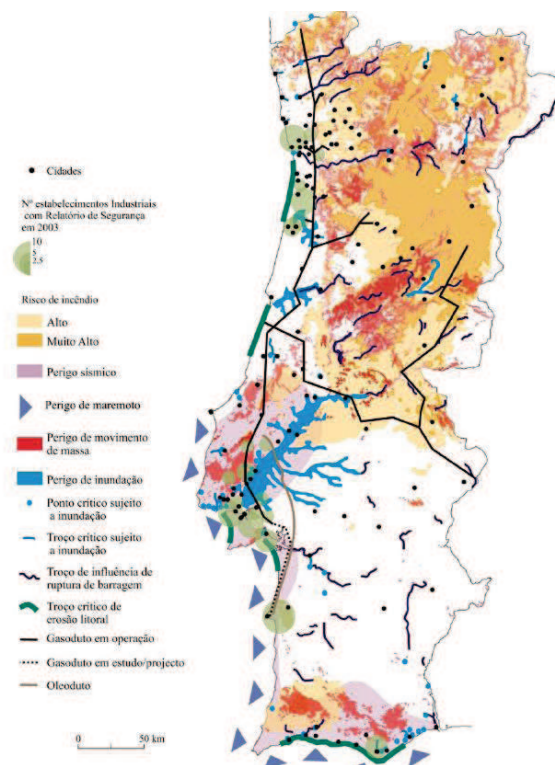 Cidades
Nº estabelecimentos Industriais
com Relatório de Segurança
em 2003
10
5
2.5
Risco de incêndio
Alto
Muito Alto
Perigo sísmico
Perigo de maremoto
Perigo de movimento
de massa
Perigo de inundação
Ponto crítico sujeito
a inundação
Troço crítico sujeito
a inundação
Troço de influência de
ruptura de barragem
Troço crítico de
erosão litoral
Gasoduto em operação
Gasoduto em estudo/projecto
Oleoduto
0 50 km